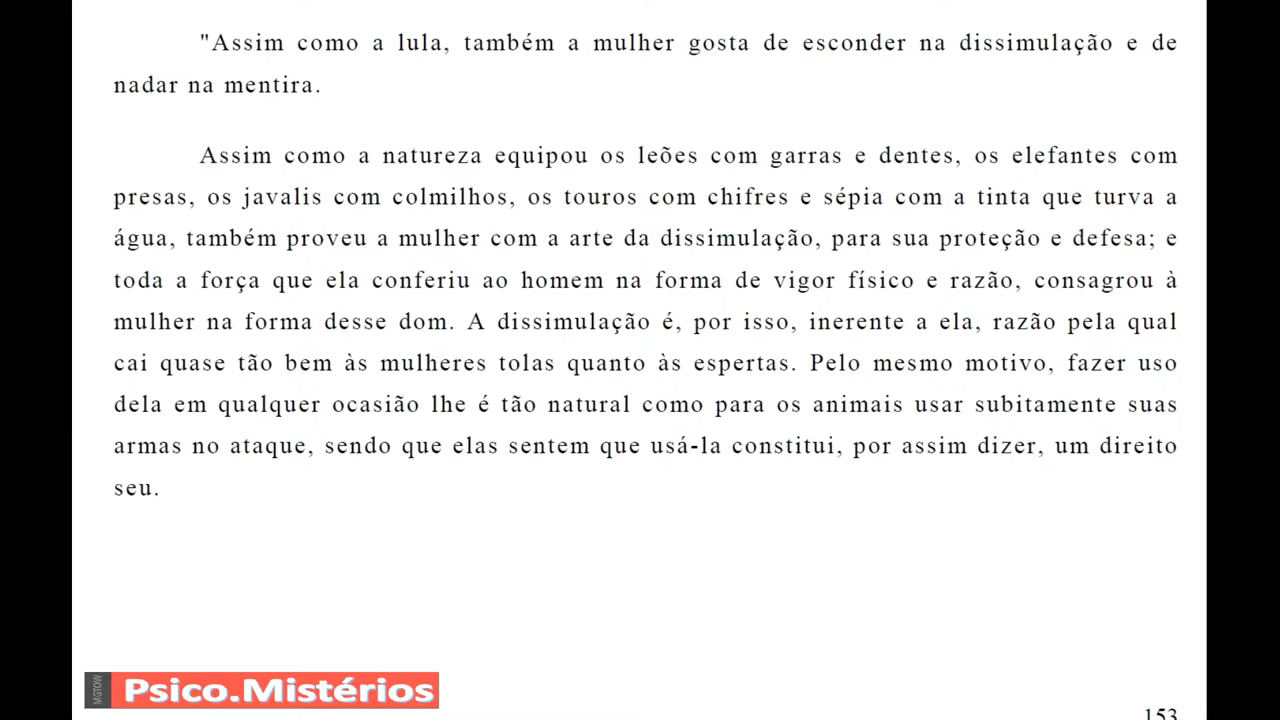 "Assim como a lula, também a mulher gosta de esconder na dissimulação e de
nadar na mentira.
Assim como a natureza equipou os leões com garras e dentes, os elefantes com
presas, os javalis com colmilhos, os touros com chifres e sépia com a tinta que turva a
água, também proveu a mulher com a arte da dissimulação, para sua proteção e defesa; e
toda a força que ela conferiu ao homem na forma de vigor físico e razão, consagrou à
mulher na forma desse dom. A dissimulação é, por isso, inerente a ela, razão pela qual
cai quase tão bem às mulheres tolas quanto às espertas. Pelo mesmo motivo, fazer uso
dela em qualquer ocasião lhe é tão natural como para os animais usar subitamente suas
armas no ataque, sendo que elas sentem que usá-la constitui, por assim dizer, um direito
seu.
MGTOW
Psico.Mistérios
153